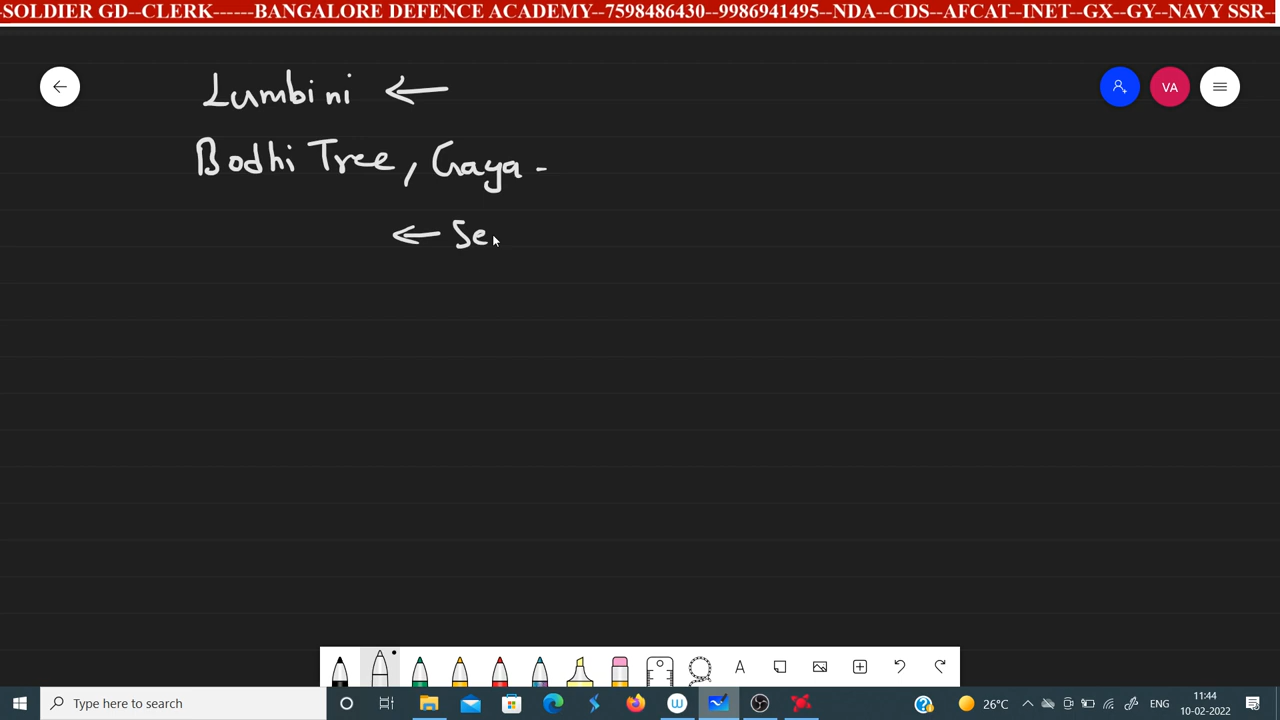 -SOLDIER GD--CLERK------BANGALORE DEFENCE ACADEMY--7598486430--9986941495--NDA--CDS--AFCAT--INET--GX--GY--NAVY SSR--
Lumbini ←
VA
Bodhi Tree, Gaya -
← Se
A
Type here to search
26°C
ENG
11:44
10-02-2022